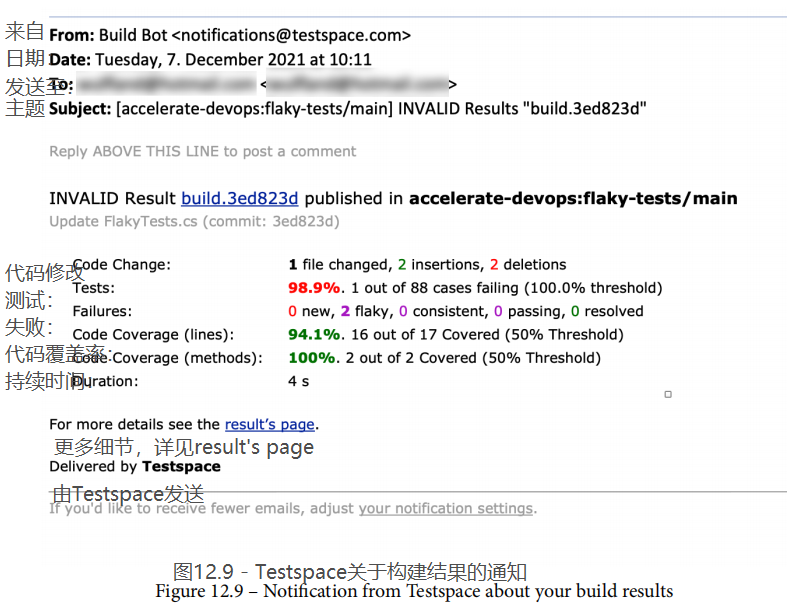 来自 From: Build Bot <notifications@testspace.com>
日期 Date: Tuesday, 7. December 2021 at 10:11
发送至: To: < >
主题 Subject: [accelerate-devops:flaky-tests/main] INVALID Results "build.3ed823d"
Reply ABOVE THIS LINE to post a comment
INVALID Result build.3ed823d published in accelerate-devops:flaky-tests/main
Update FlakyTests.cs (commit: 3ed823d)
代码修改 Code Change: 1 file changed, 2 insertions, 2 deletions
测试: Tests: 98.9%. 1 out of 88 cases failing (100.0% threshold)
失败: Failures: 0 new, 2 flaky, 0 consistent, 0 passing, 0 resolved
代码覆盖率: Code Coverage (lines): 94.1%. 16 out of 17 Covered (50% Threshold)
Code Coverage (methods): 100%. 2 out of 2 Covered (50% Threshold)
持续时间: Duration: 4 s
For more details see the result's page.
更多细节，详见result's page
Delivered by Testspace
由Testspace发送
If you'd like to receive fewer emails, adjust your notification settings.
图12.9 - Testspace关于构建结果的通知
Figure 12.9 – Notification from Testspace about your build results